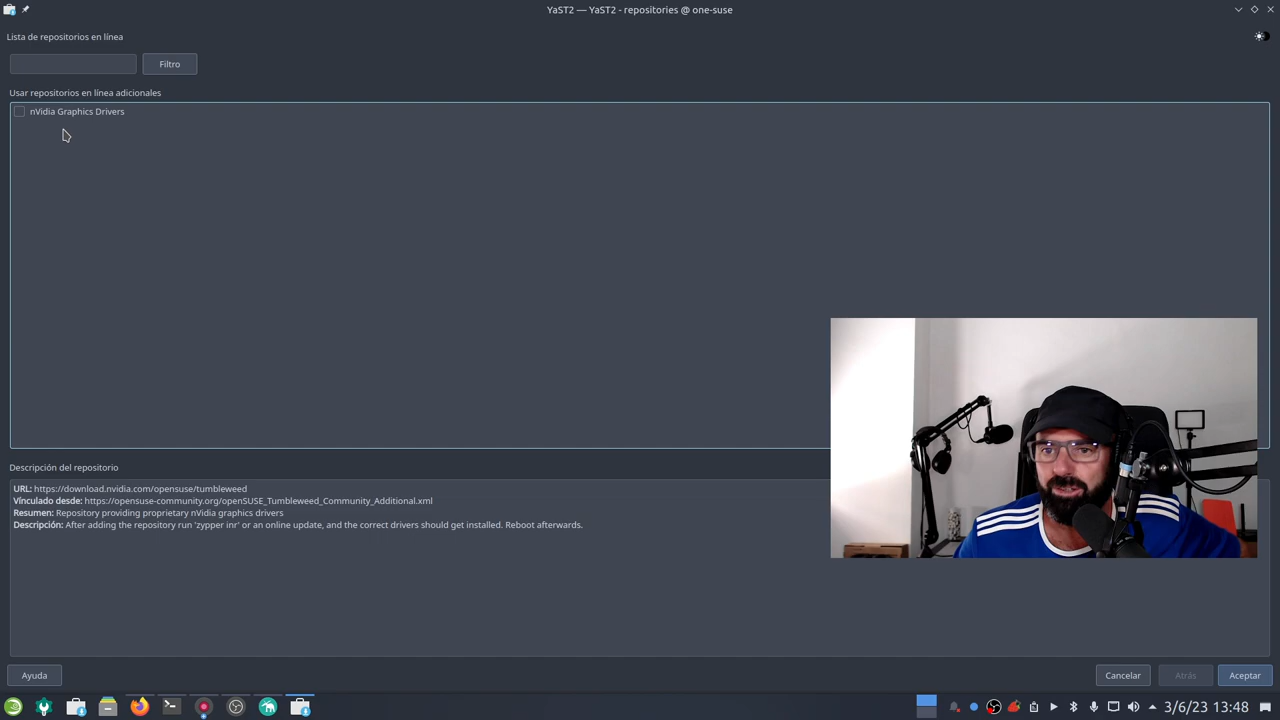 YaST2 — YaST2 - repositories @ one-suse
Lista de repositorios en línea
Filtro
Usar repositorios en línea adicionales
nVidia Graphics Drivers
Descripción del repositorio
URL: https://download.nvidia.com/opensuse/tumbleweed
Vínculado desde: https://opensuse-community.org/openSUSE_Tumbleweed_Community_Additional.xml
Resumen: Repository providing proprietary nVidia graphics drivers
Descripción: After adding the repository run 'zypper inr' or an online update, and the correct drivers should get installed. Reboot afterwards.
Ayuda
Cancelar
Atrás
Aceptar
3/6/23 13:48